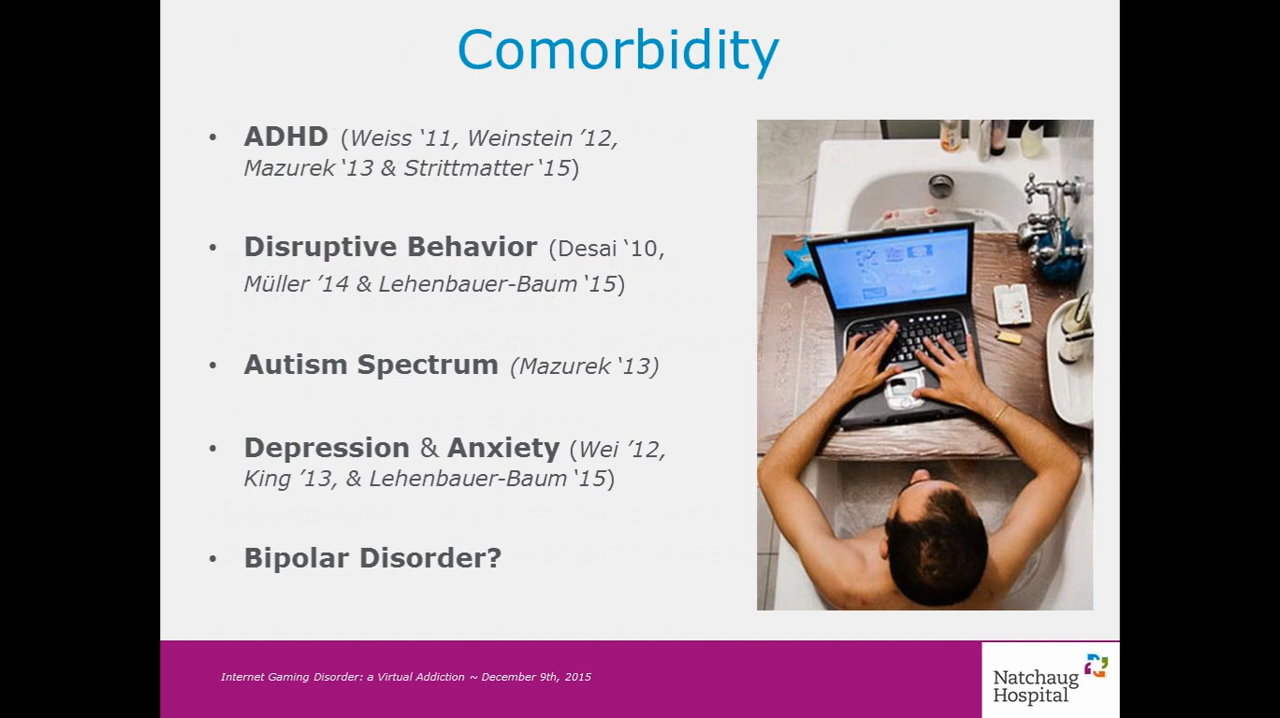 Comorbidity
• ADHD (Weiss ‘11, Weinstein ’12,
Mazurek ‘13 & Strittmatter ‘15)
• Disruptive Behavior (Desai ‘10,
Müller ’14 & Lehenbauer-Baum ‘15)
• Autism Spectrum (Mazurek ‘13)
• Depression & Anxiety (Wei ’12,
King ’13, & Lehenbauer-Baum ‘15)
• Bipolar Disorder?
Internet Gaming Disorder: a Virtual Addiction ~ December 9th, 2015
Natchaug
Hospital